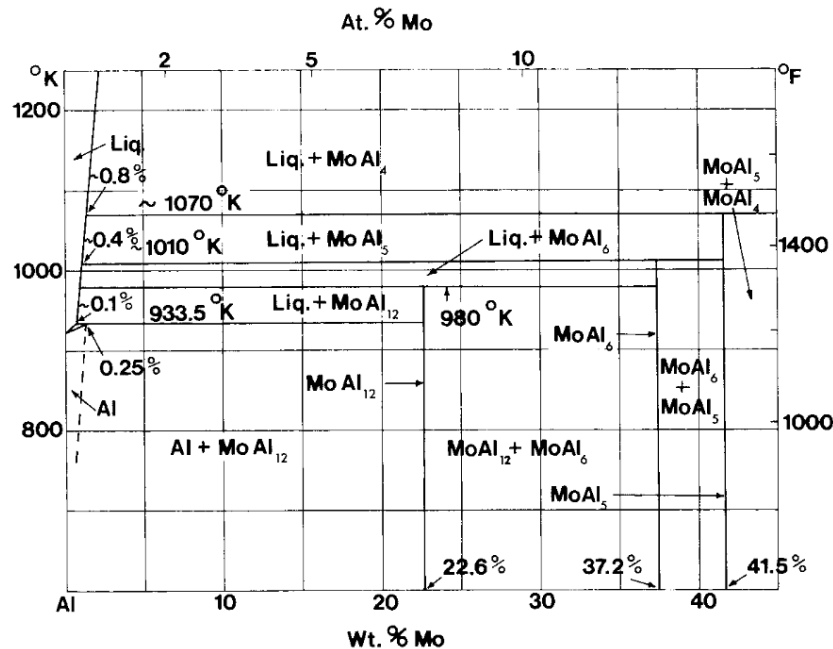 At. % Mo
2 5 10
°K °F
1200
Liq.
Liq. + MoAl₄
~0.8%
MoAl₅
+
MoAl₄
~ 1070 °K
~0.4%
~ 1010 °K
Liq. + MoAl₅
Liq. + MoAl₆
1400
1000
~0.1%
933.5 °K
Liq. + MoAl₁₂
980 °K
MoAl₆
0.25%
MoAl₁₂
MoAl₆
+
MoAl₅
Al
800
1000
Al + MoAl₁₂
MoAl₁₂ + MoAl₆
MoAl₅
22.6%
37.2%
41.5%
Al 10 20 30 40
Wt. % Mo